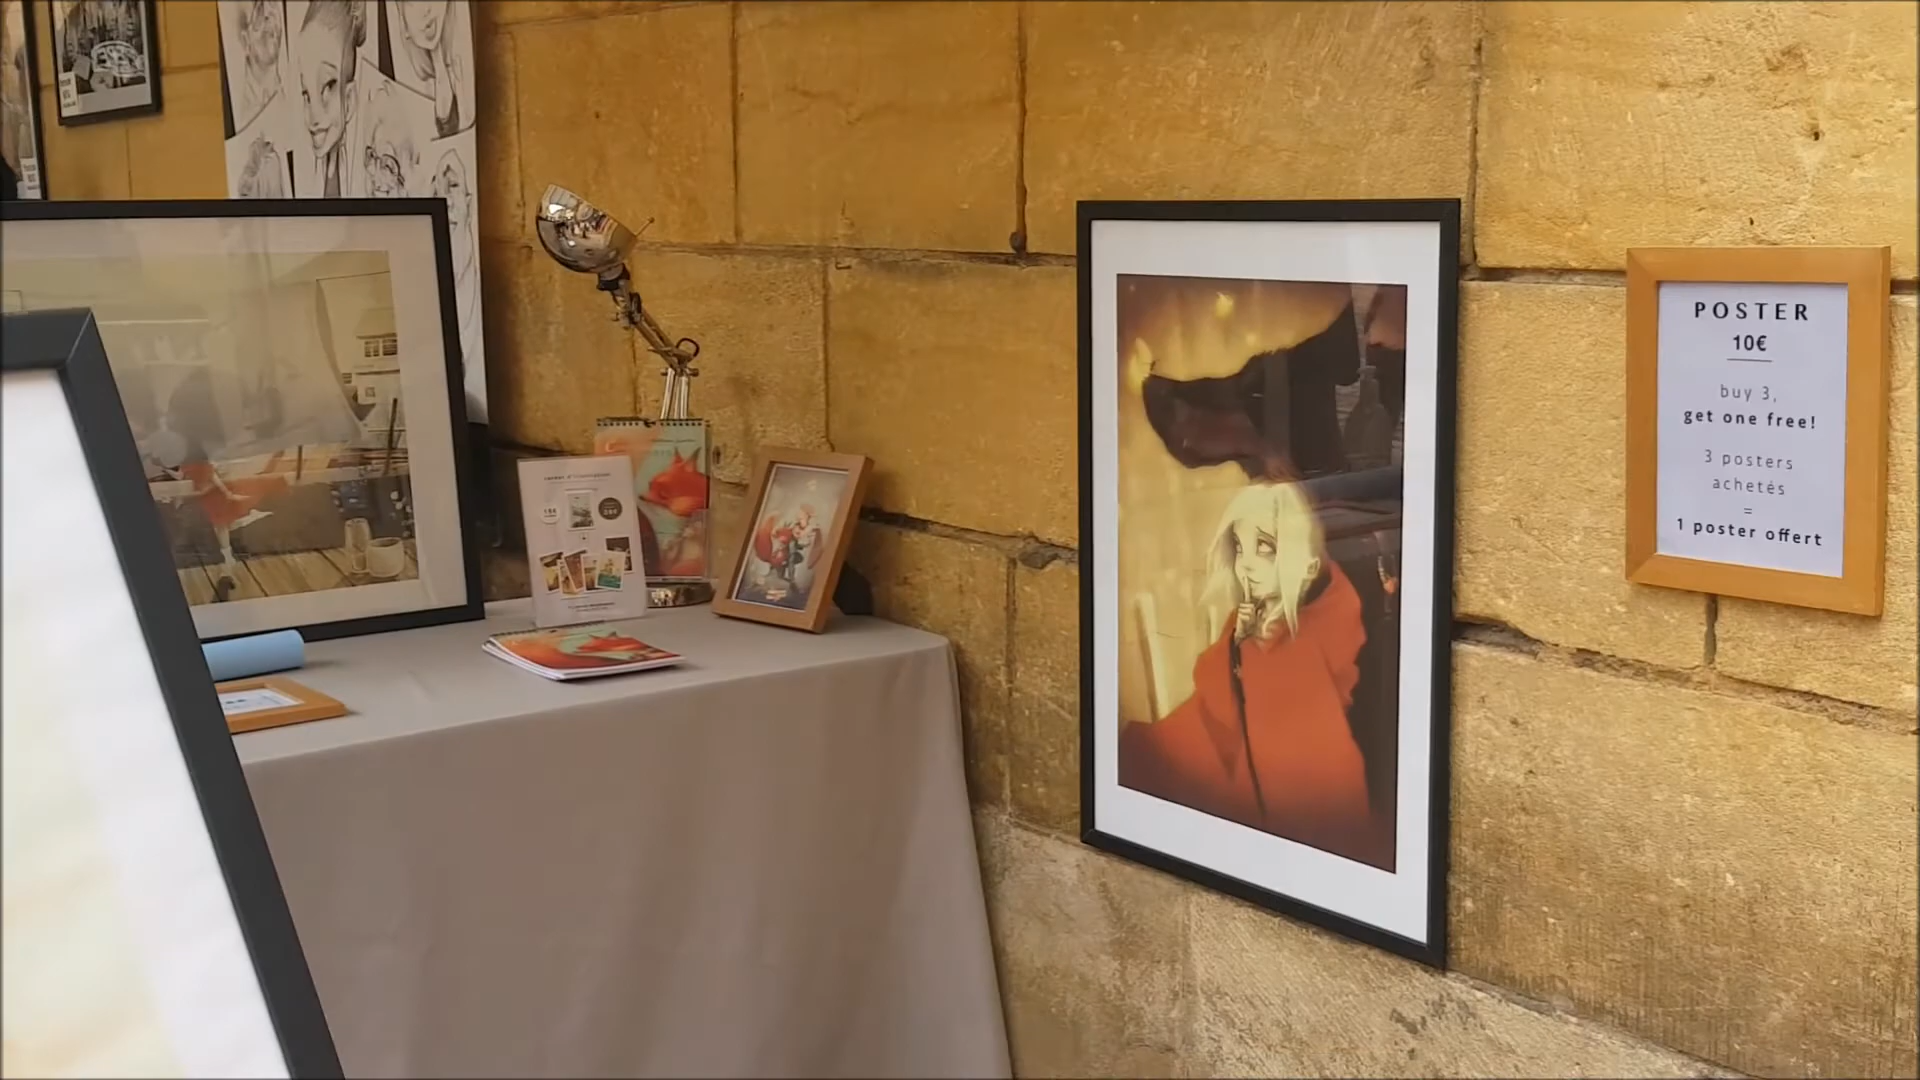 POSTER
10€
buy 3,
get one free!
3 posters
achetés
=
1 poster offert